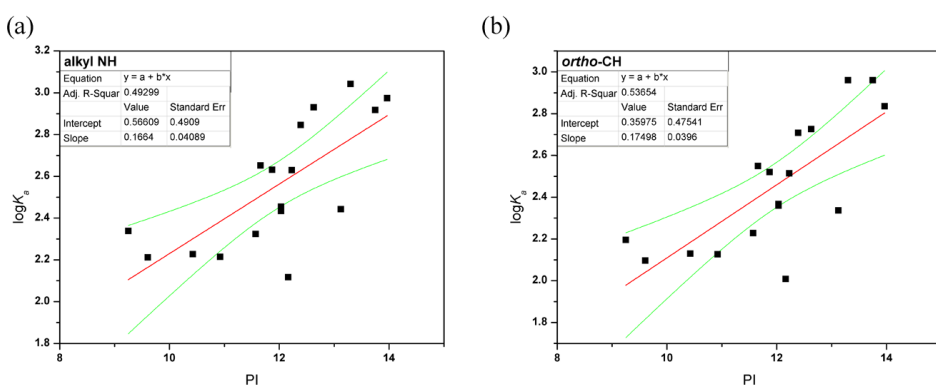 (a)
alkyl NH
Equation y = a + b*x
Adj. R-Squar 0.49299
Value Standard Err
Intercept 0.56609 0.4909
Slope 0.1664 0.04089
3.2
3.0
2.8
2.6
2.4
2.2
2.0
1.8
logKa
8 10 12 14
PI
(b)
ortho-CH
Equation y = a + b*x
Adj. R-Squar 0.53654
Value Standard Err
Intercept 0.35975 0.47541
Slope 0.17498 0.0396
3.0
2.8
2.6
2.4
2.2
2.0
1.8
logKa
8 10 12 14
PI